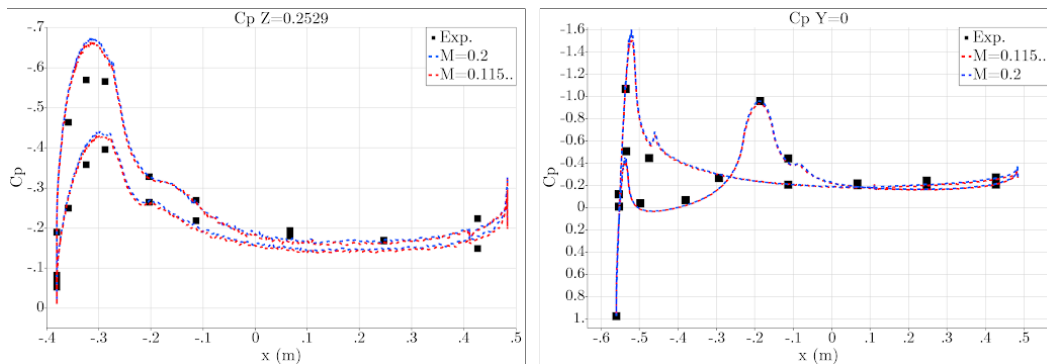 Cp Z=0.2529
-.7
-.6
-.5
-.4
-.3
-.2
-.1
0
Cp
-.4 -.3 -.2 -.1 0 .1 .2 .3 .4 .5
x (m)
Exp.
M=0.2
M=0.115..
Cp Y=0
-1.6
-1.4
-1.2
-1.0
-0.8
-0.6
-0.4
-0.2
0
0.2
0.4
0.6
0.8
1.
Cp
-.6 -.5 -.4 -.3 -.2 -.1 0 .1 .2 .3 .4 .5
x (m)
Exp.
M=0.115..
M=0.2